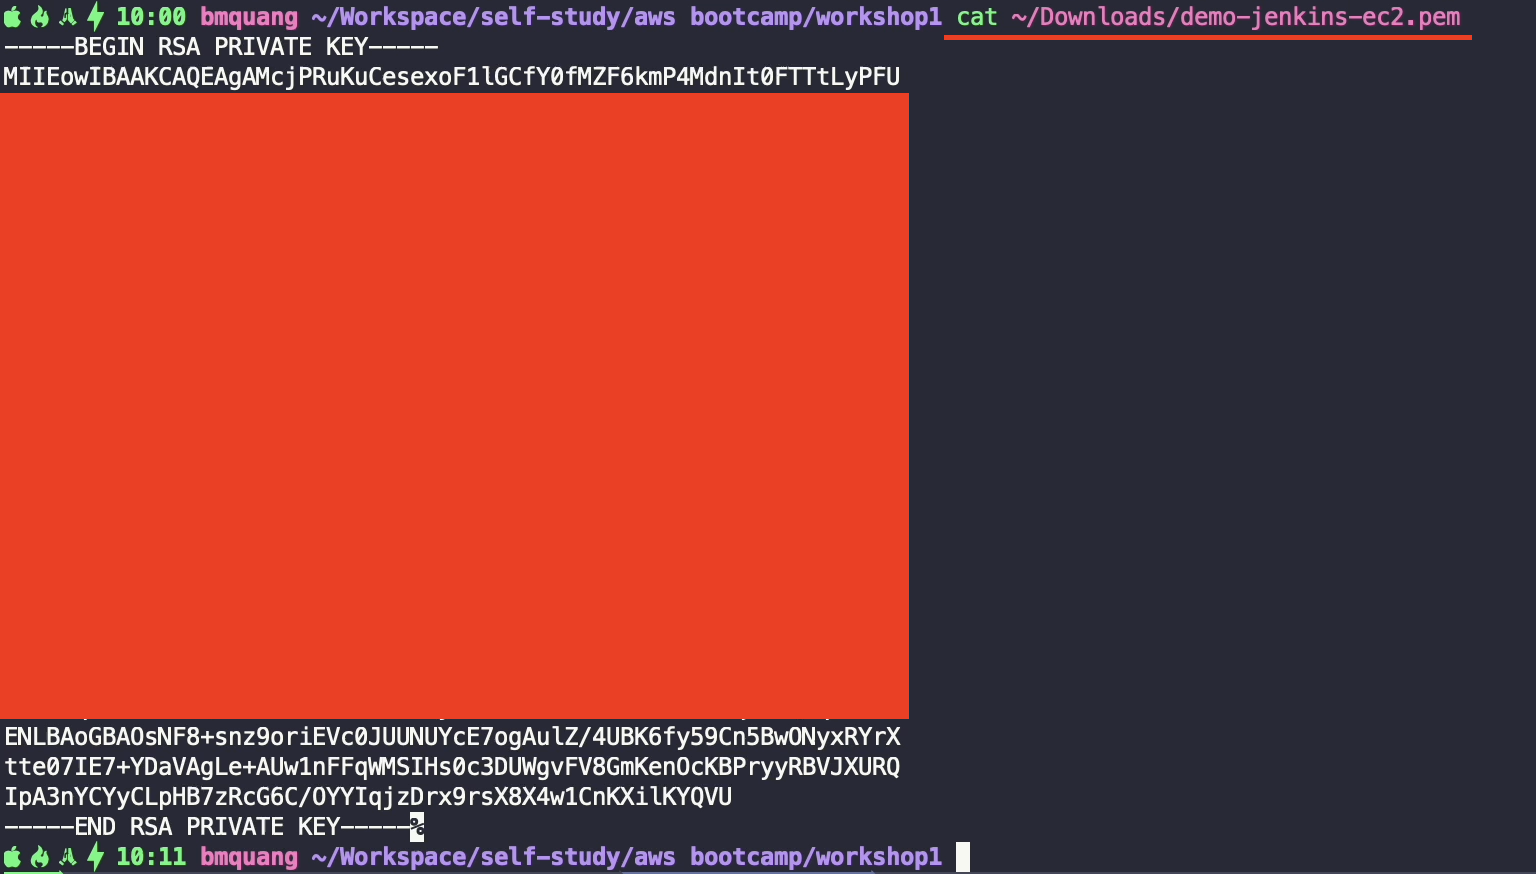 10:00 bmquang ~/Workspace/self-study/aws bootcamp/workshop1 cat ~/Downloads/demo-jenkins-ec2.pem
-----BEGIN RSA PRIVATE KEY-----
MIIEowIBAAKCAQEAgAMcjPRuKuCesexoF1lGCfY0fMZF6kmP4MdnIt0FTTtLyPFU
ENLBAoGBAOsNF8+snz9oriEVc0JUUNUYcE7ogAulZ/4UBK6fy59Cn5BwONyxRYrX
tte07IE7+YDaVAgLe+AUw1nFFqWMSIHs0c3DUWgvFV8GmKenOcKBPryyRBVJXURQ
IpA3nYCYyCLpHB7zRcG6C/OYYIqjzDrx9rsX8X4w1CnKXilKYQVU
-----END RSA PRIVATE KEY-----%
10:11 bmquang ~/Workspace/self-study/aws bootcamp/workshop1